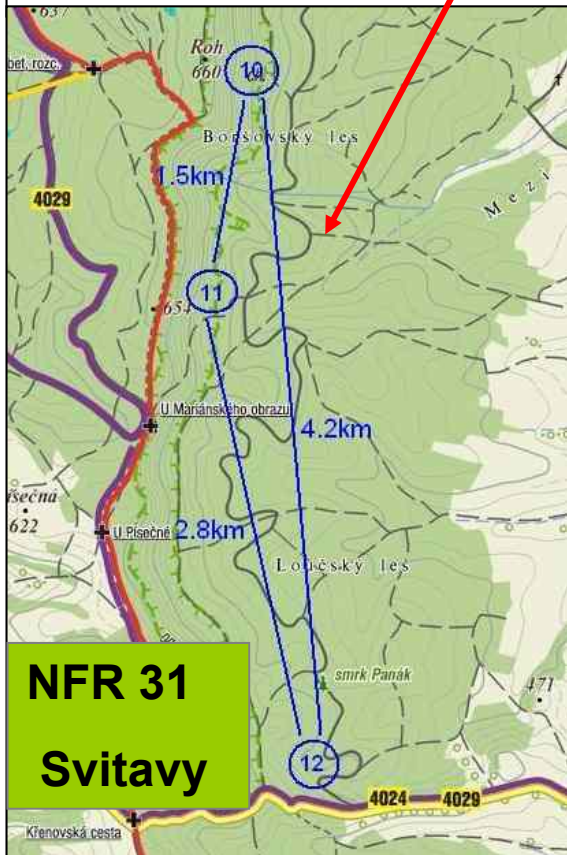 637
Roh
660
10
bet, rozc.
Boršovský les
1.5km
4029
Mezi
11
654
U Mariánského obrazu
4.2km
ísečná
622
U Písečné
2.8km
Loučský les
smrk Panák
471
NFR 31
Svitavy
12
4024
4029
Křenovská cesta